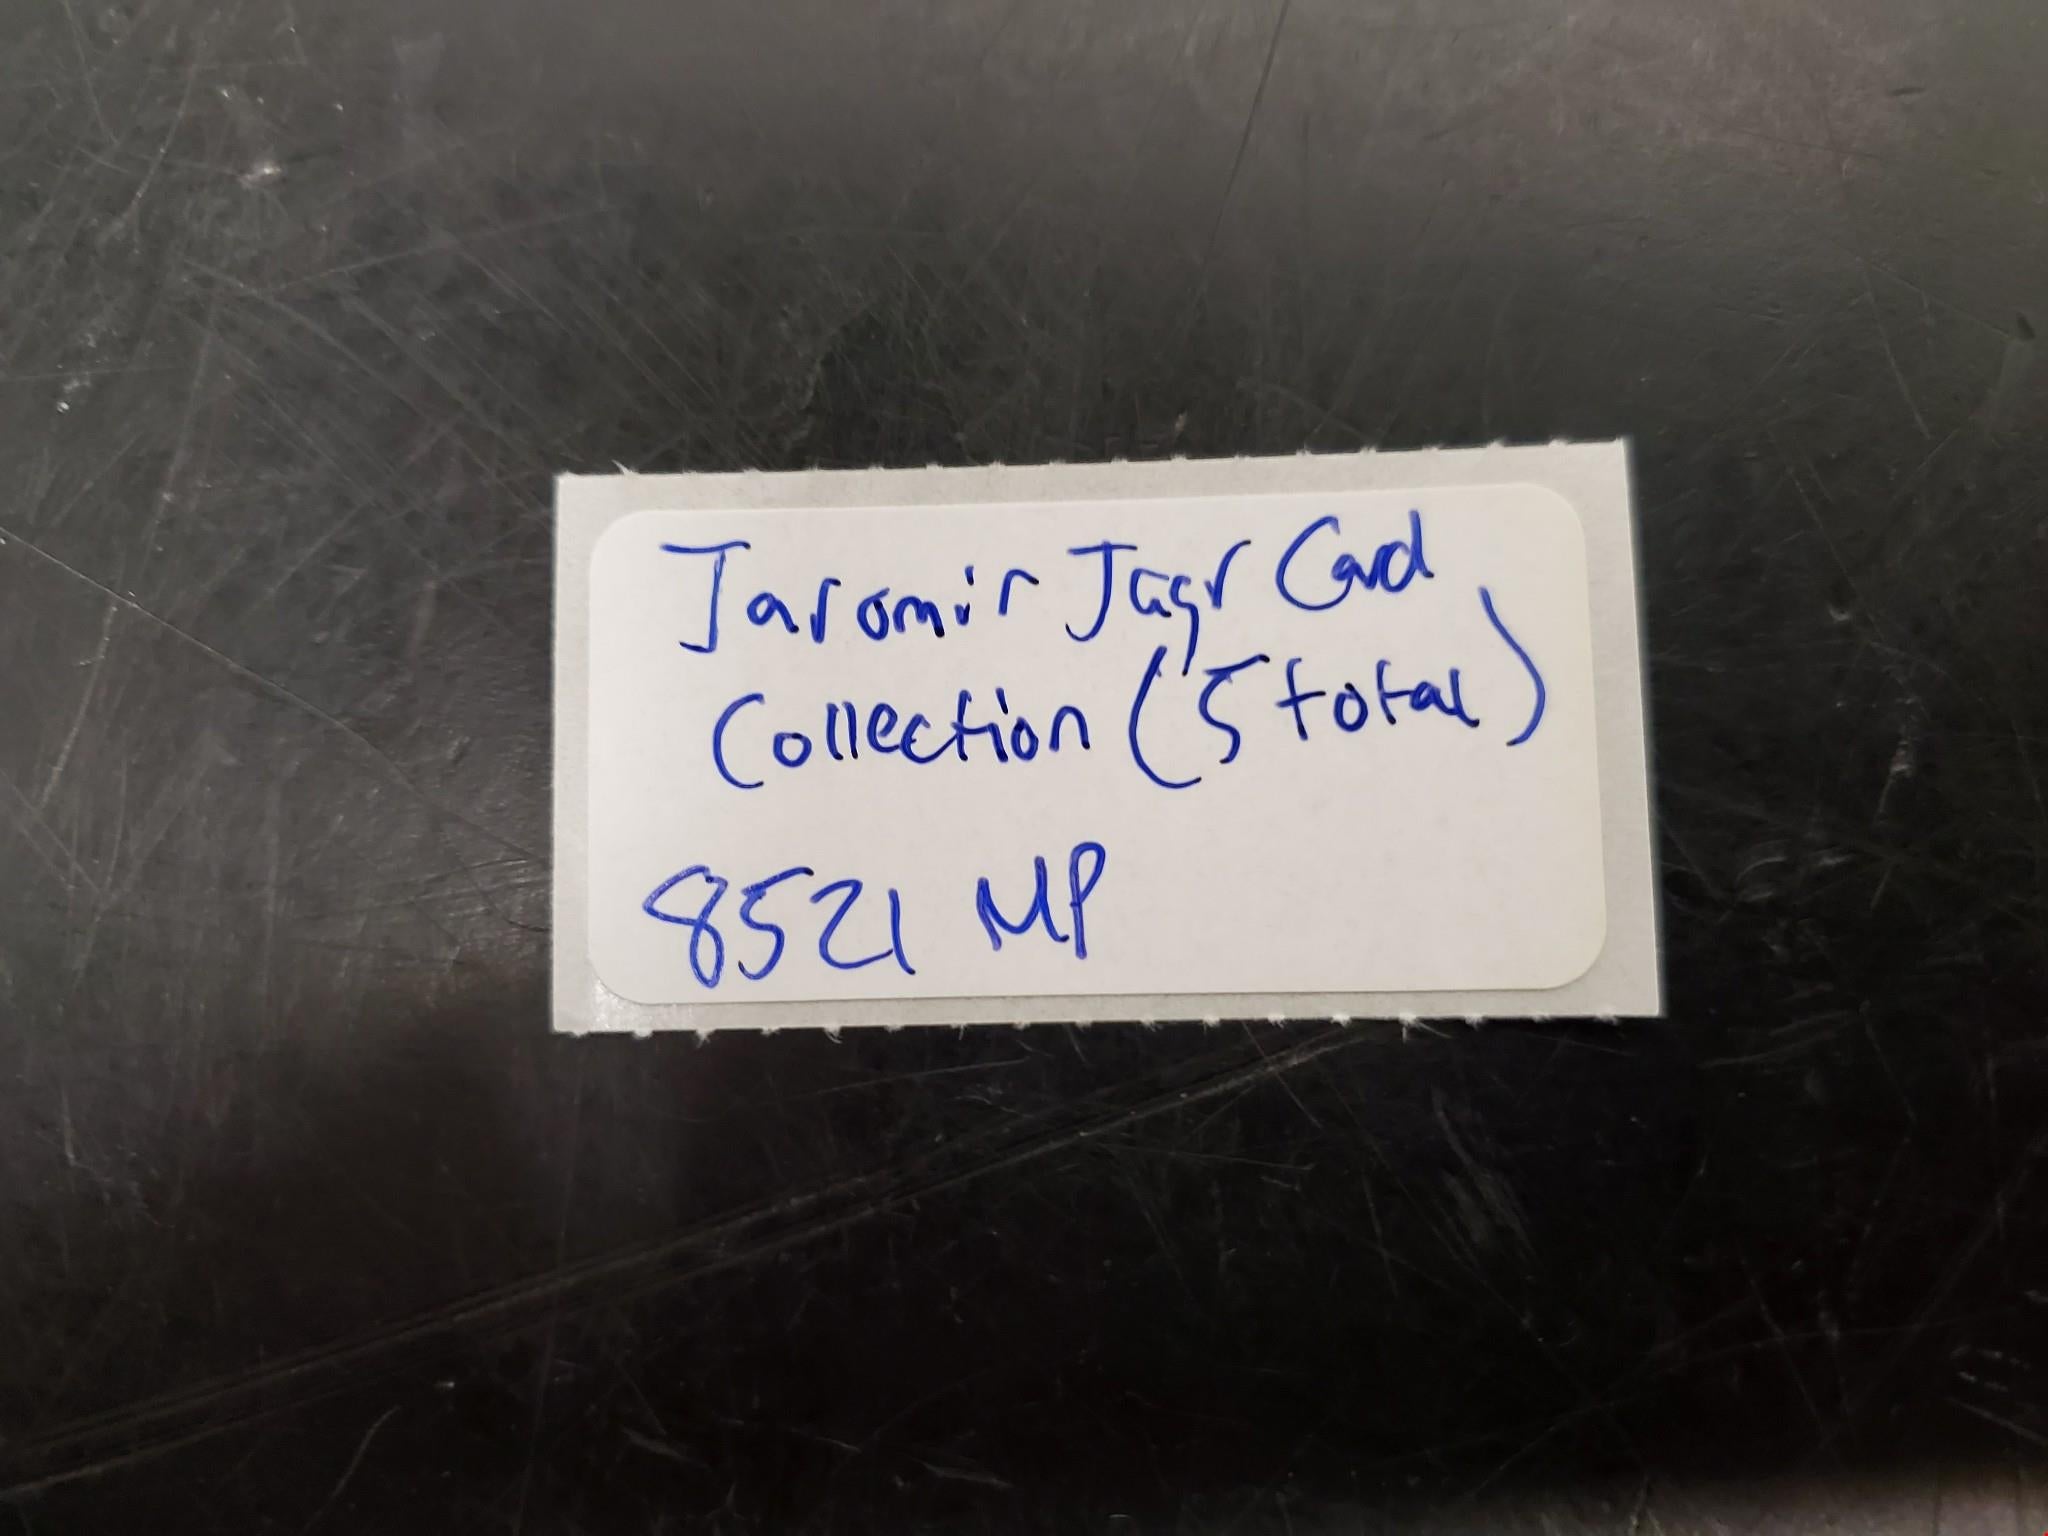 Jaromir Jagr Card
Collection (5 total)
8521 MP